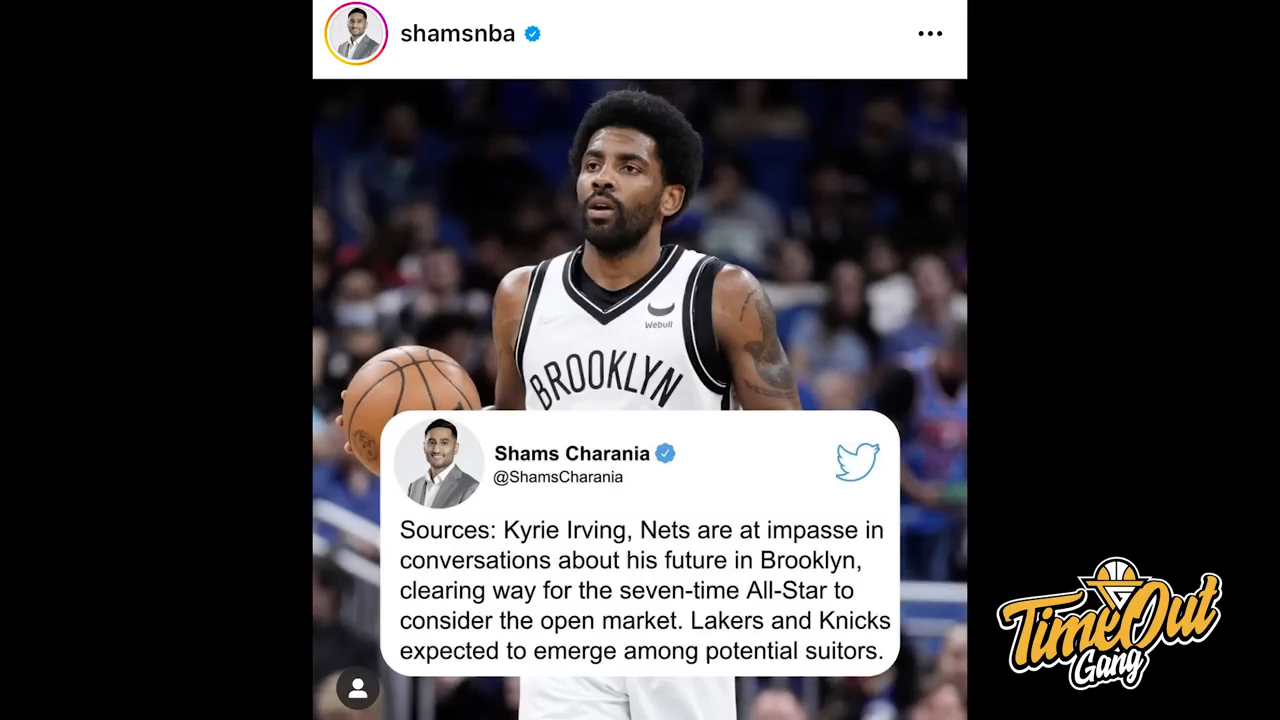 shamsnba
Webull
BROOKLYN
Shams Charania
@ShamsCharania
Sources: Kyrie Irving, Nets are at impasse in
conversations about his future in Brooklyn,
clearing way for the seven-time All-Star to
consider the open market. Lakers and Knicks
expected to emerge among potential suitors.
TimeOut
Gang